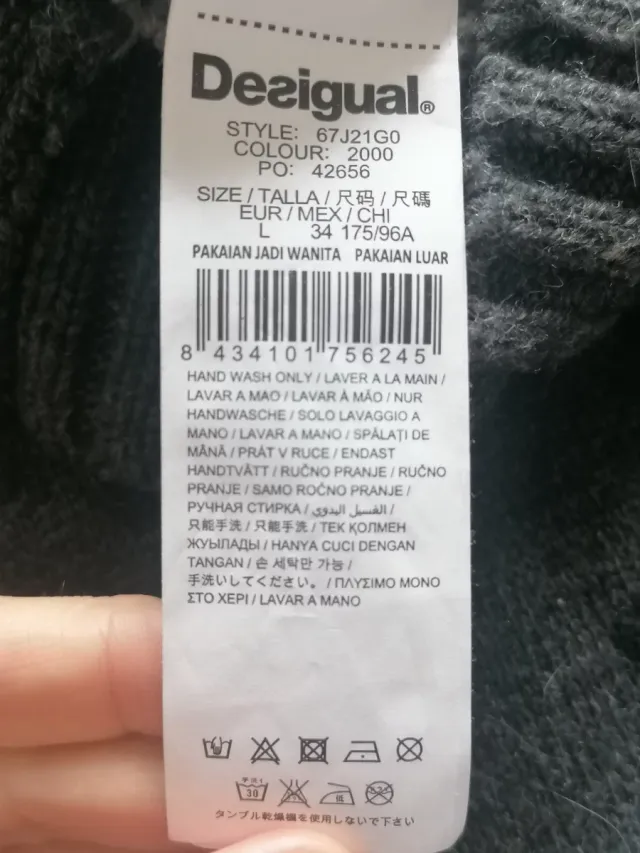 Desigual®
STYLE: 67J21G0
COLOUR: 2000
PO: 42656
SIZE / TALLA / 尺码 / 尺碼
EUR / MEX / CHI
L 34 175/96A
PAKAIAN JADI WANITA PAKAIAN LUAR
8 434101 756245
HAND WASH ONLY / LAVER A LA MAIN /
LAVAR A MAO / LAVAR À MÃO / NUR
HANDWASCHE / SOLO LAVAGGIO A
MANO / LAVAR A MANO / SPĂLAŢI DE
MÂNĂ / PRÁT V RUCE / ENDAST
HANDTVÄTT / RUČNO PRANJE / RUČNO
PRANJE / SAMO ROČNO PRANJE /
РУЧНАЯ СТИРКА / الغسيل اليدوي /
只能手洗 / 只能手洗 / ТЕК ҚОЛМЕН
ЖУЫЛАДЫ / HANYA CUCI DENGAN
TANGAN / 손 세탁만 가능 /
手洗いしてください。 / ΠΛΥΣΙΜΟ ΜΟΝΟ
ΣΤΟ ΧΕΡΙ / LAVAR A MANO
手洗イ
30
低
タンブル乾燥機を使用しないで下さい